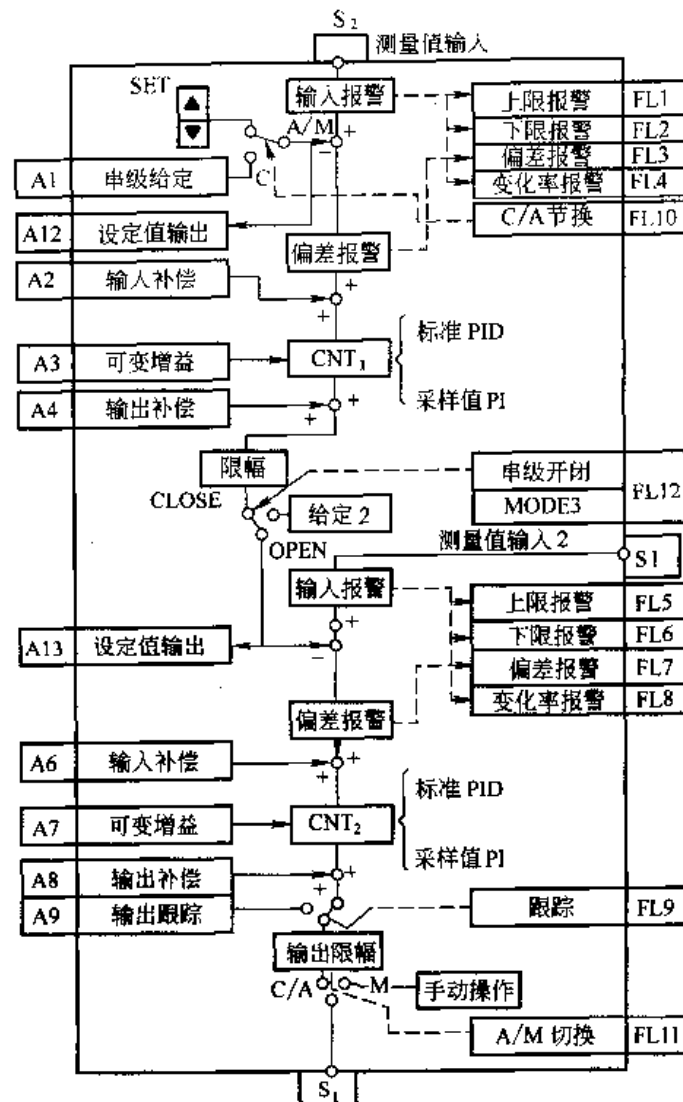 S₂
测量值输入
SET
输入报警
上限报警 FL1
下限报警 FL2
偏差报警 FL3
变化率报警 FL4
A/M
+
−
C
A1 串级给定
C/A节换 FL10
A12 设定值输出
偏差报警
A2 输人补偿
+
+
A3 可变增益
CNT₁
标准 PID
采样值 PI
A4 输出补偿
+
+
限幅
串级开闭
MODE3
FL12
CLOSE
给定2
OPEN
测量值输入2
S1
输入报警
上限报警 FL5
下限报警 FL6
偏差报警 FL7
变化率报警 FL8
+
−
A13 设定值输出
偏差报警
A6 输入补偿
+
+
A7 可变增益
CNT₂
标准 PID
采样值 PI
A8 输出补偿
+
+
A9 输出跟踪
跟踪 FL9
输出限幅
C/A
M
手动操作
A/M 切换 FL11
S₁